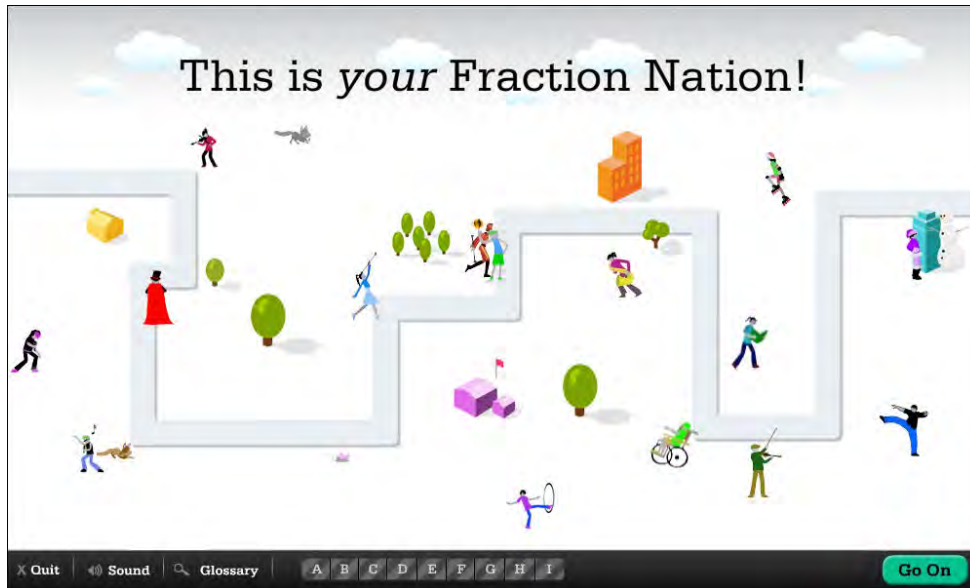 This is your Fraction Nation!
X Quit Sound Glossary A B C D E F G H I Go On